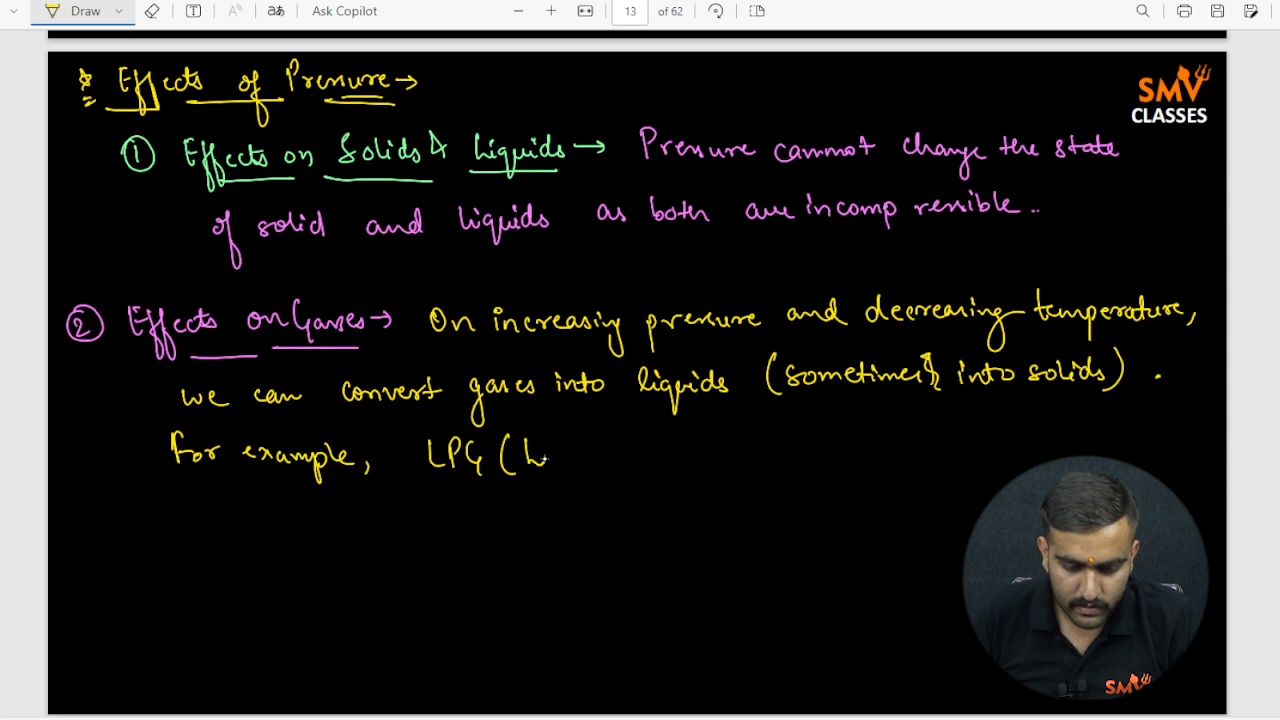 Draw
Ask Copilot
13 of 62
* Effects of Pressure →
SMV
CLASSES
① Effects on Solids & Liquids → Pressure cannot change the state
of solid and liquids as both are incompressible..
② Effects on Gases → On increasing pressure and decreasing temperature,
we can convert gases into liquids (sometimes into solids).
For example, LPG (L
SMV